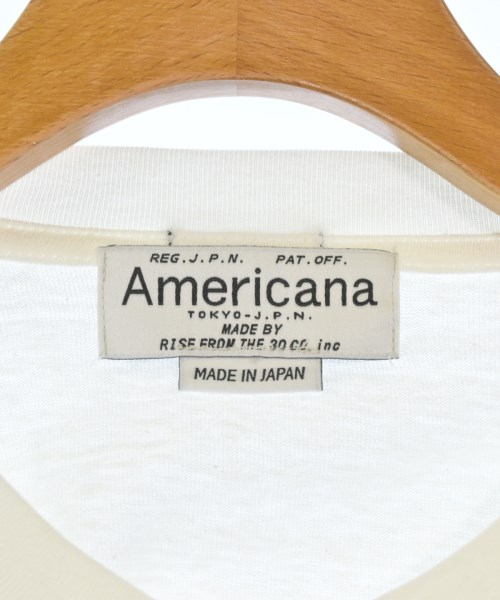 REG.J.P.N. PAT.OFF.
Americana
TOKYO-J.P.N.
MADE BY
RISE FROM THE 30 CO. inc
MADE IN JAPAN